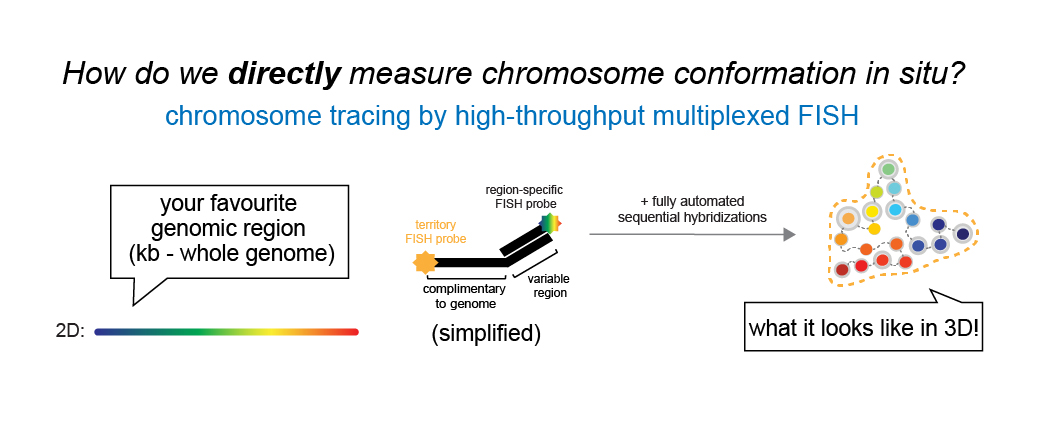 How do we directly measure chromosome conformation in situ?
chromosome tracing by high-throughput multiplexed FISH
your favourite
genomic region
(kb - whole genome)
2D:
region-specific
FISH probe
territory
FISH probe
complimentary
to genome
variable
region
(simplified)
+ fully automated
sequential hybridizations
what it looks like in 3D!